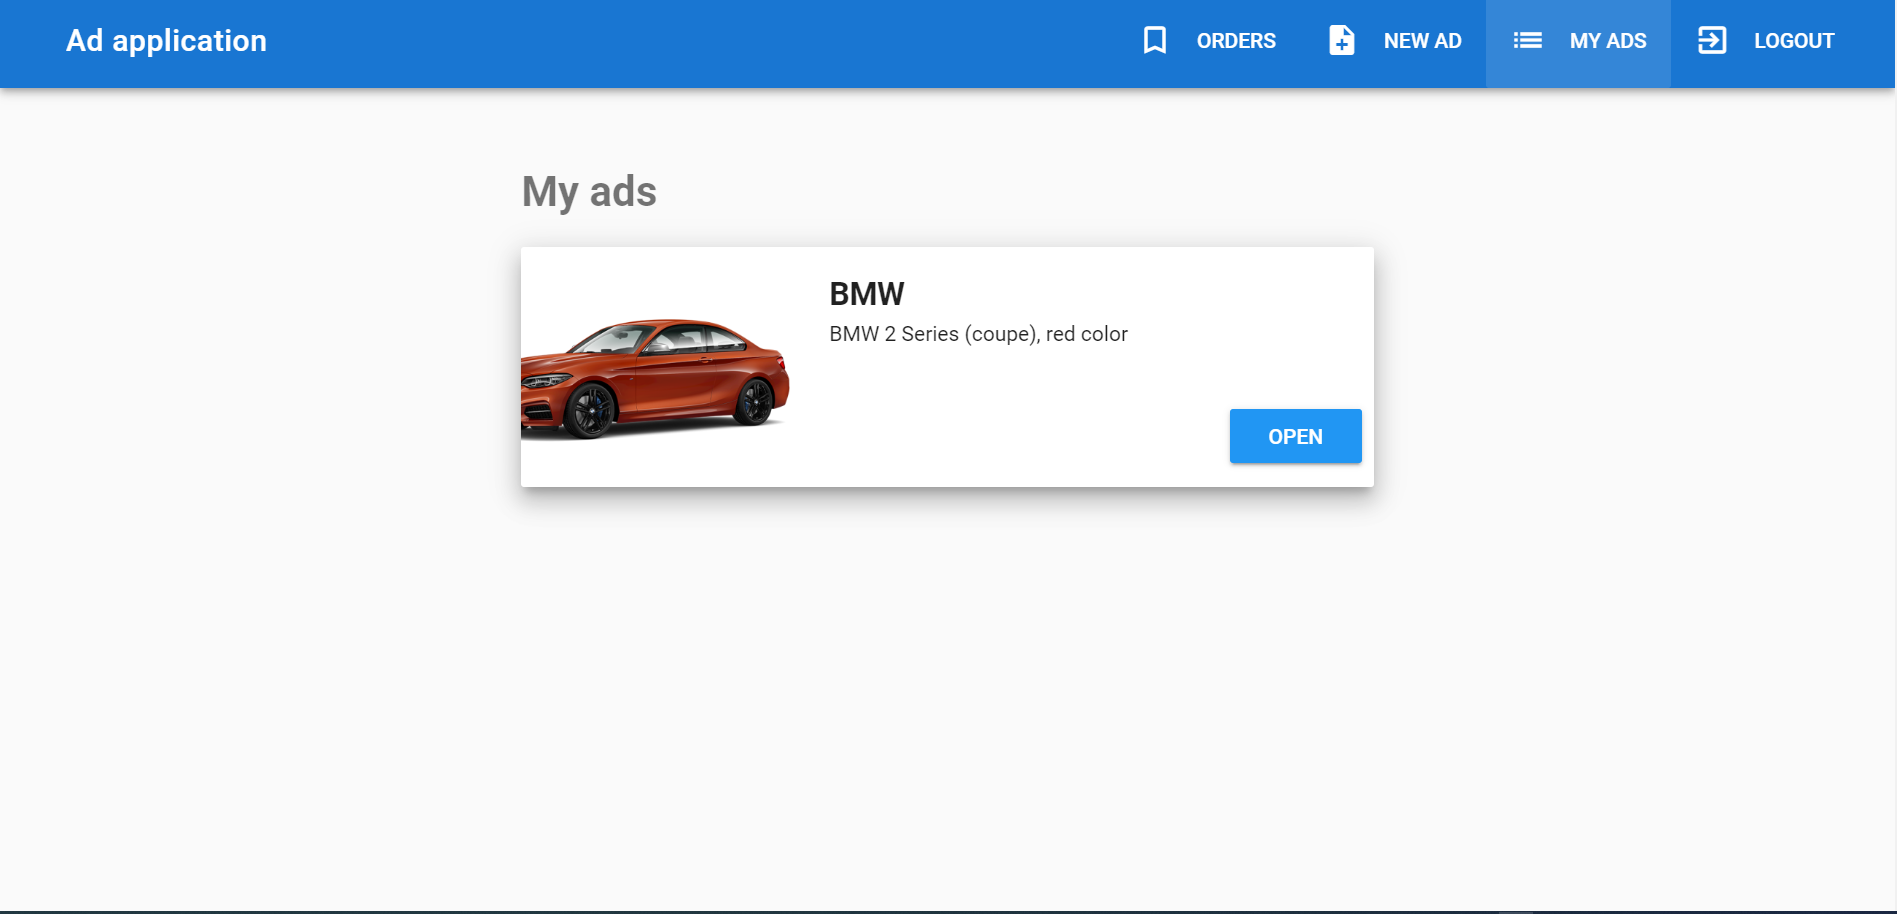 Ad application
ORDERS
NEW AD
MY ADS
LOGOUT
My ads
BMW
BMW 2 Series (coupe), red color
OPEN